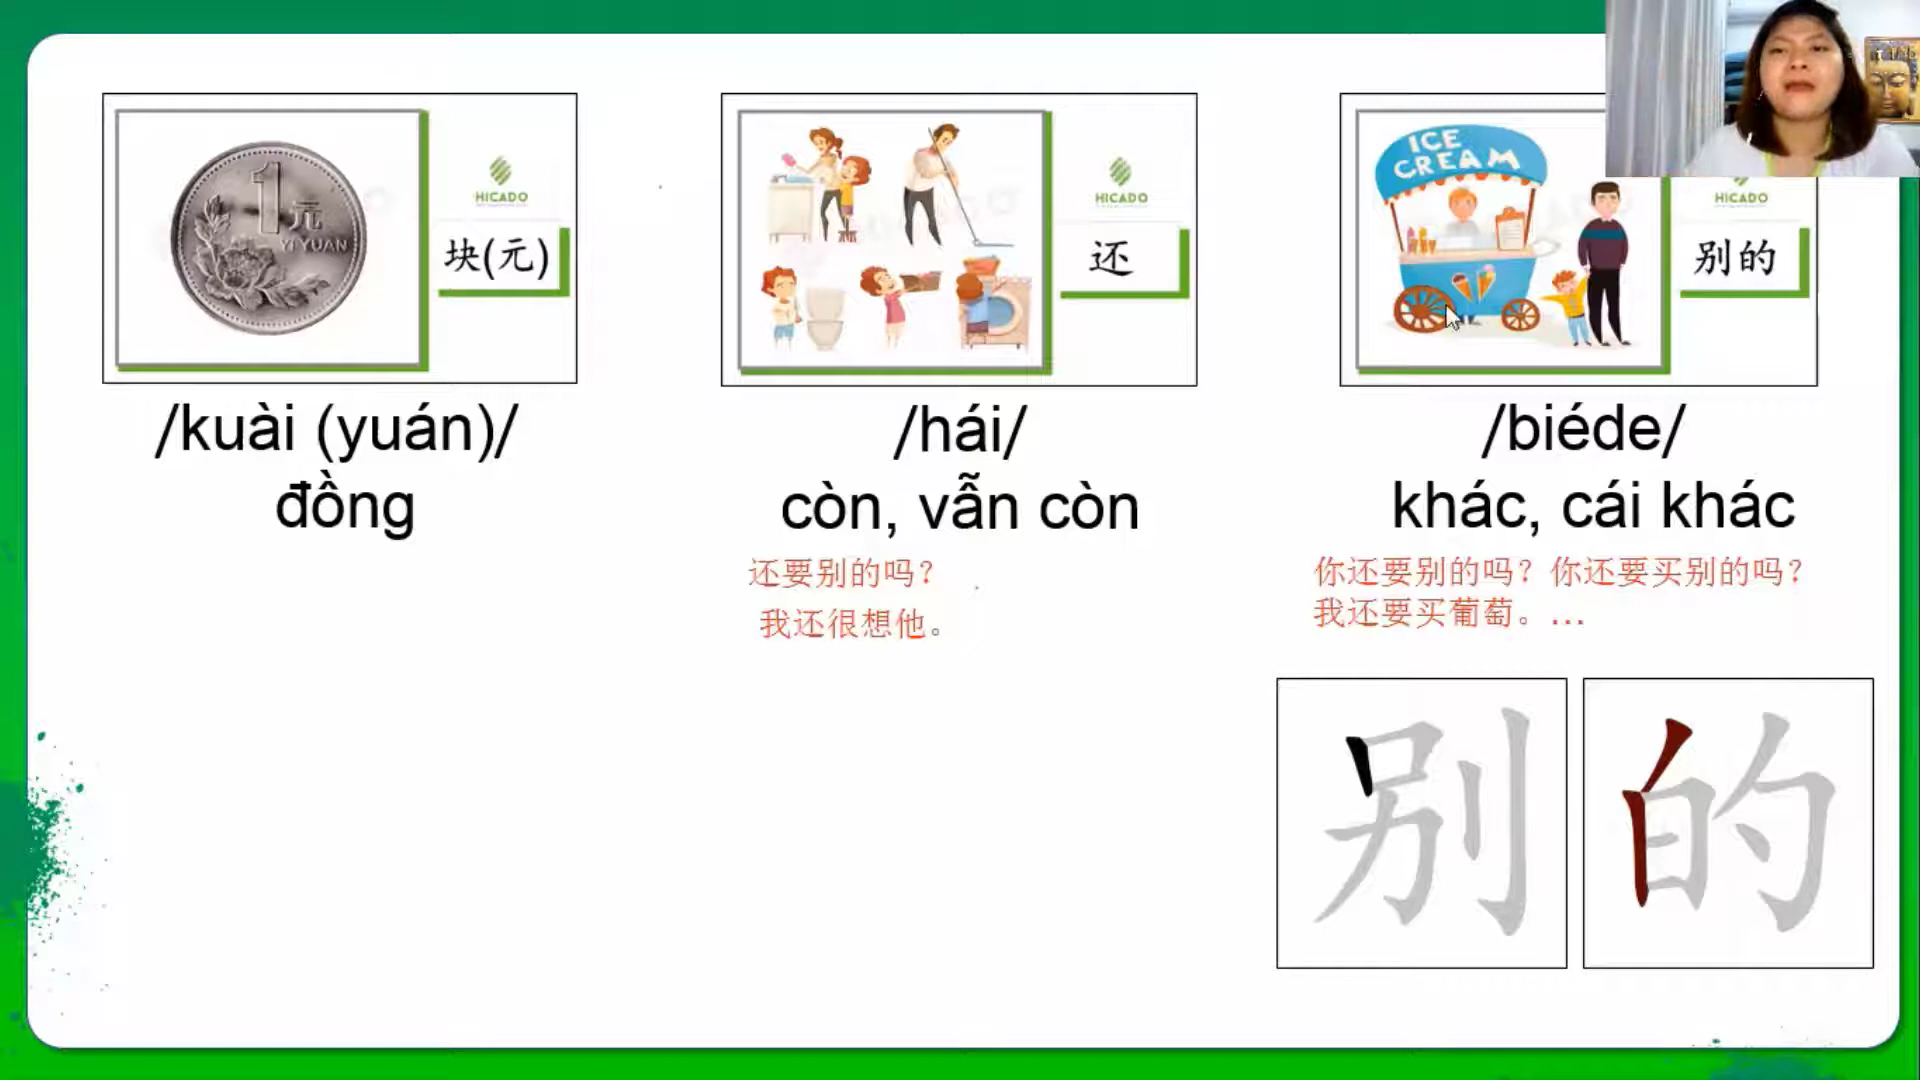 1元
YI YUAN
HICADO
块(元)
/kuài (yuán)/
đồng
HICADO
还
/hái/
còn, vẫn còn
还要别的吗？
我还很想他。
ICE
CREAM
HICADO
别的
/biéde/
khác, cái khác
你还要别的吗？你还要买别的吗？
我还要买葡萄。...
别的